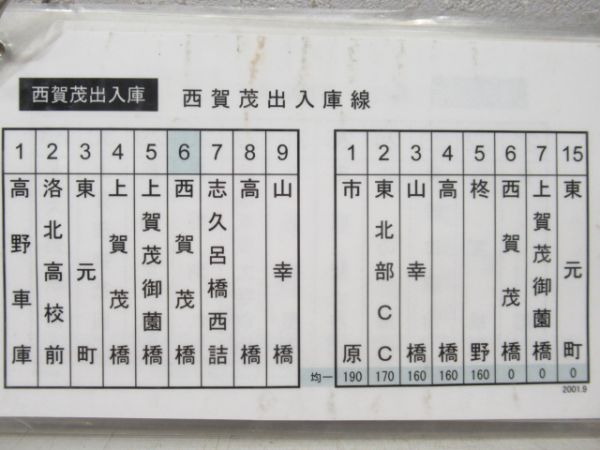 西賀茂出入庫
西賀茂出入庫線
1 2 3 4 5 6 7 8 9
高野車庫
洛北高校前
東元町
上賀茂橋
上賀茂御薗橋
西賀茂橋
志久呂橋西詰
高橋
山幸橋
1 2 3 4 5 6 7 15
市原
東北部CC
山幸橋
高橋
柊野
西賀茂橋
上賀茂御薗橋
東元町
均一 190 170 160 160 160 0 0 0
2001.9